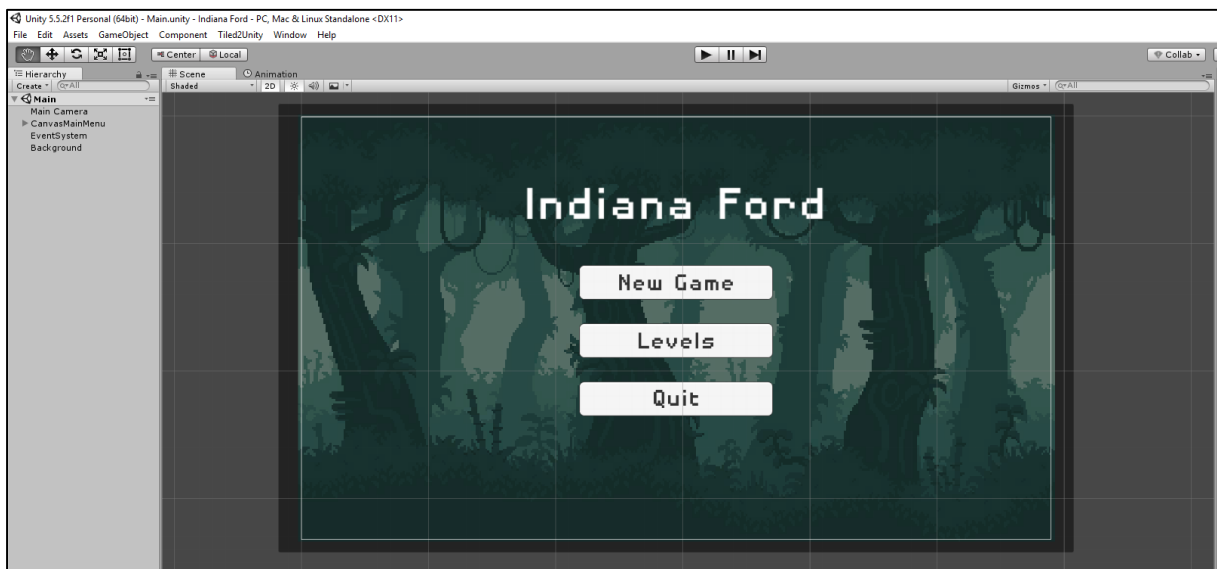 Unity 5.5.2f1 Personal (64bit) - Main.unity - Indiana Ford - PC, Mac & Linux Standalone <DX11>
File Edit Assets GameObject Component Tiled2Unity Window Help
Center Local Collab
Hierarchy Scene Animation
Create All Shaded 2D Gizmos All
Main
Main Camera
CanvasMainMenu
EventSystem
Background
Indiana Ford
New Game
Levels
Quit